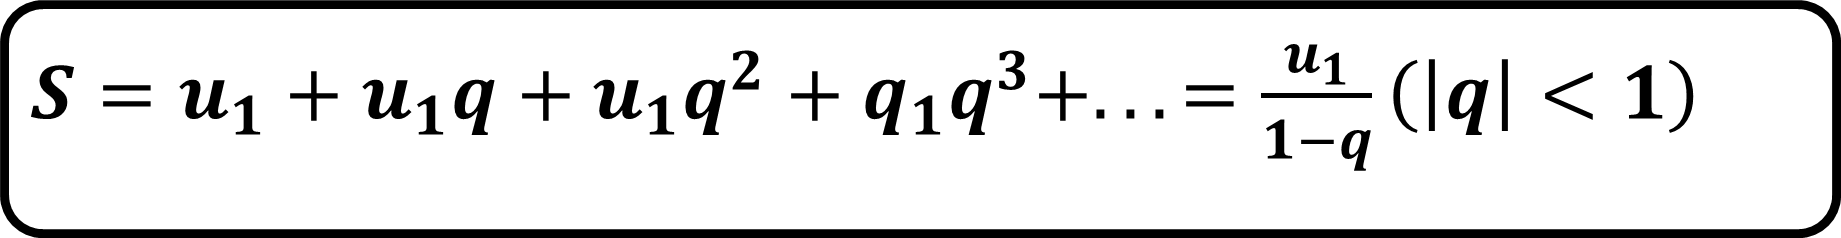 S = u₁ + u₁q + u₁q² + q₁q³+...= u₁/1−q (|q| < 1)